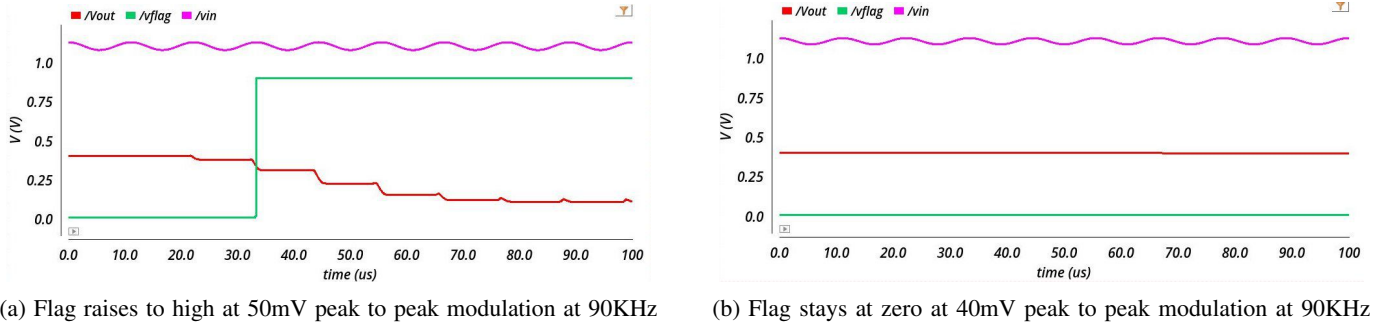 /Vout /vflag /vin
1.0
0.75
0.5
0.25
0.0
V (V)
0.0 10.0 20.0 30.0 40.0 50.0 60.0 70.0 80.0 90.0 100
time (us)
(a) Flag raises to high at 50mV peak to peak modulation at 90KHz
/Vout /vflag /vin
1.0
0.75
0.5
0.25
0.0
V (V)
0.0 10.0 20.0 30.0 40.0 50.0 60.0 70.0 80.0 90.0 100
time (us)
(b) Flag stays at zero at 40mV peak to peak modulation at 90KHz